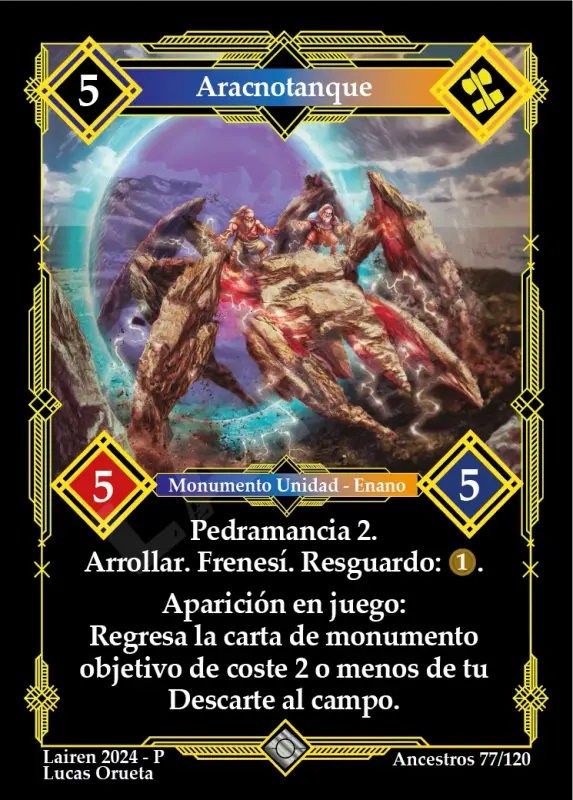 5
Aracnotanque
5
Monumento Unidad - Enano
5
Pedramancia 2.
Arrollar. Frenesí. Resguardo: 1.
Aparición en juego:
Regresa la carta de monumento
objetivo de coste 2 o menos de tu
Descarte al campo.
Lairen 2024 - P
Lucas Orueta
Ancestros 77/120